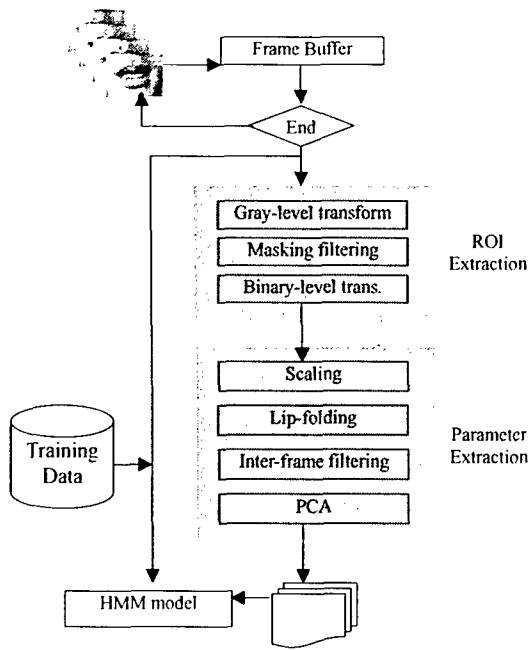 Frame Buffer
End
Gray-level transform
Masking filtering
Binary-level trans.
ROI
Extraction
Scaling
Lip-folding
Inter-frame filtering
PCA
Parameter
Extraction
Training
Data
HMM model